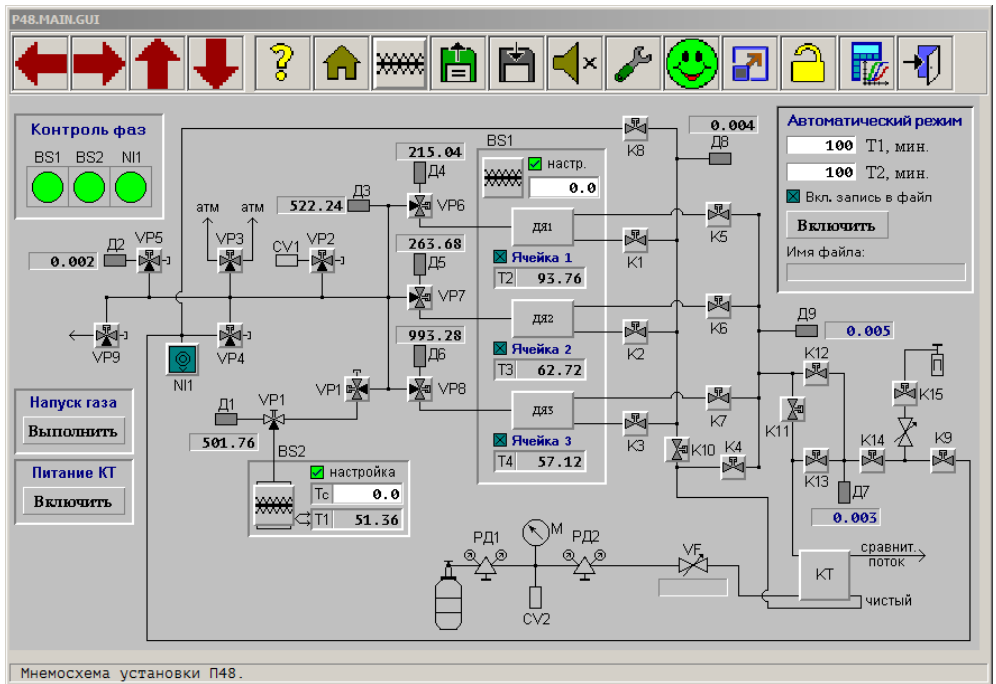 P48.MAIN.GUI
Контроль фаз
BS1 BS2 NI1
0.004
Д8
K8
Автоматический режим
100 T1, мин.
100 T2, мин.
Вкл. запись в файл
Включить
Имя файла:
BS1
настр.
0.0
215.04
Д4
VP6
522.24 Д3
атм атм
ДЯ1
K1
K5
Ячейка 1
T2 93.76
0.002 Д2 VP5
VP3
CV1 VP2
263.68
Д5
VP7
ДЯ2
K2
K6
Ячейка 2
T3 62.72
Д9
0.005
VP9
VP4
NI1
993.28
Д6
VP8
VP1
ДЯ3
K3
K7
Ячейка 3
T4 57.12
K12
K11
K15
K10 K4
K13
K14
K9
Д7
0.003
Напуск газа
Выполнить
Д1
VP1
501.76
Питание КТ
Включить
BS2
настройка
Tc 0.0
T1 51.36
РД1
M
РД2
VF
CV2
КТ
сравнит.
поток
чистый
Мнемосхема установки П48.